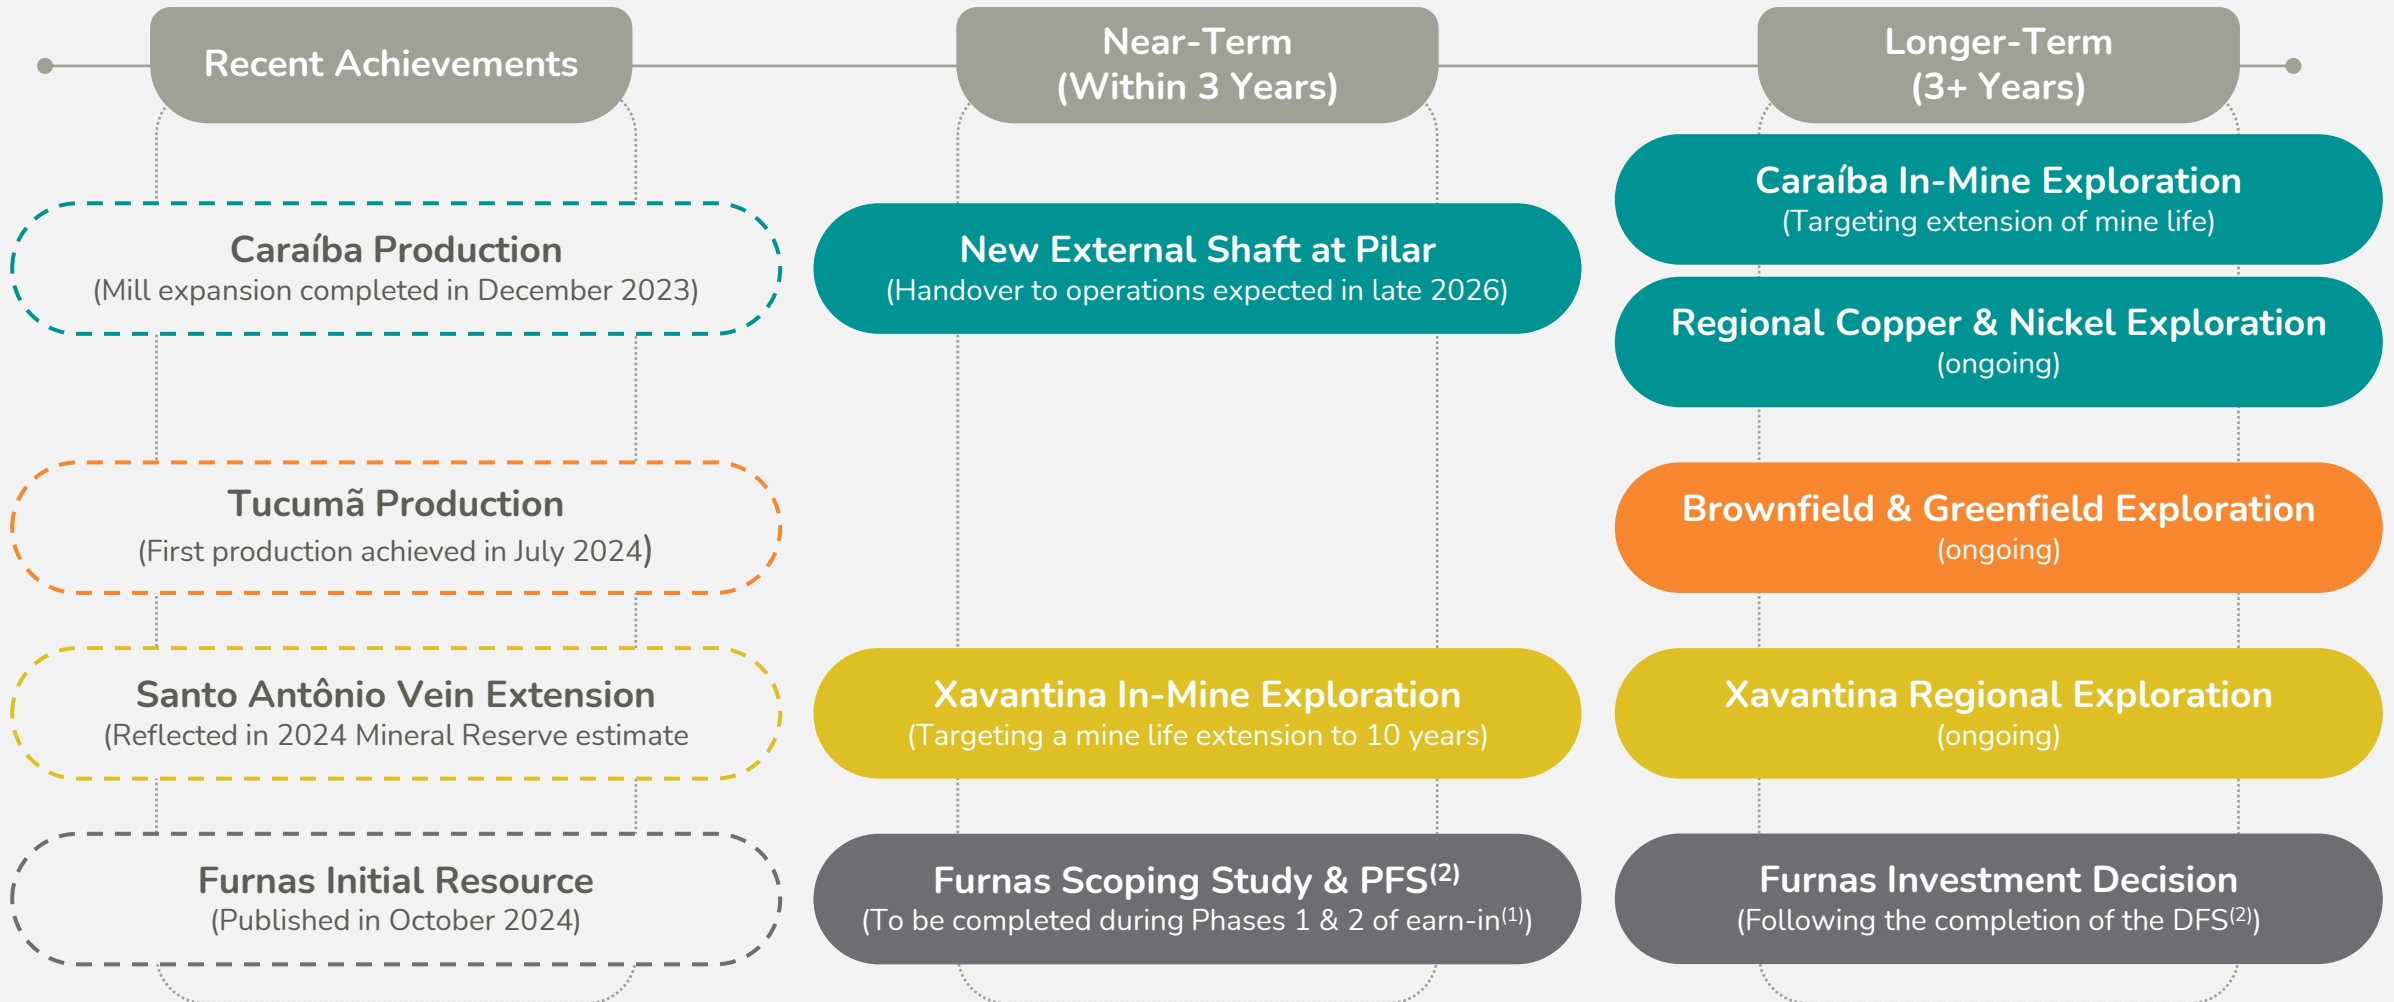 Recent Achievements
Near-Term
(Within 3 Years)
Longer-Term
(3+ Years)
Caraíba Production
(Mill expansion completed in December 2023)
Tucumã Production
(First production achieved in July 2024)
Santo Antônio Vein Extension
(Reflected in 2024 Mineral Reserve estimate
Furnas Initial Resource
(Published in October 2024)
New External Shaft at Pilar
(Handover to operations expected in late 2026)
Xavantina In-Mine Exploration
(Targeting a mine life extension to 10 years)
Furnas Scoping Study & PFS(2)
(To be completed during Phases 1 & 2 of earn-in(1))
Caraíba In-Mine Exploration
(Targeting extension of mine life)
Regional Copper & Nickel Exploration
(ongoing)
Brownfield & Greenfield Exploration
(ongoing)
Xavantina Regional Exploration
(ongoing)
Furnas Investment Decision
(Following the completion of the DFS(2))